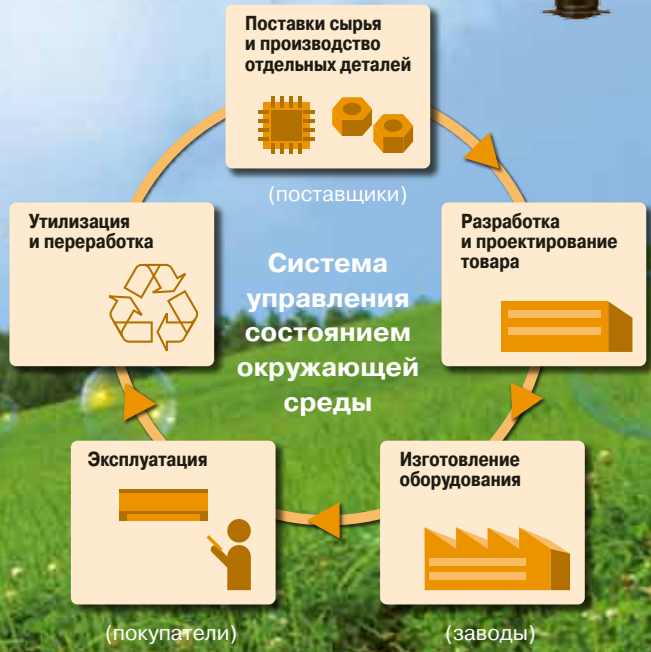 Поставки сырья
и производство
отдельных деталей
(поставщики)
Утилизация
и переработка
Разработка
и проектирование
товара
Система
управления
состоянием
окружающей
среды
Эксплуатация
Изготовление
оборудования
(покупатели)
(заводы)